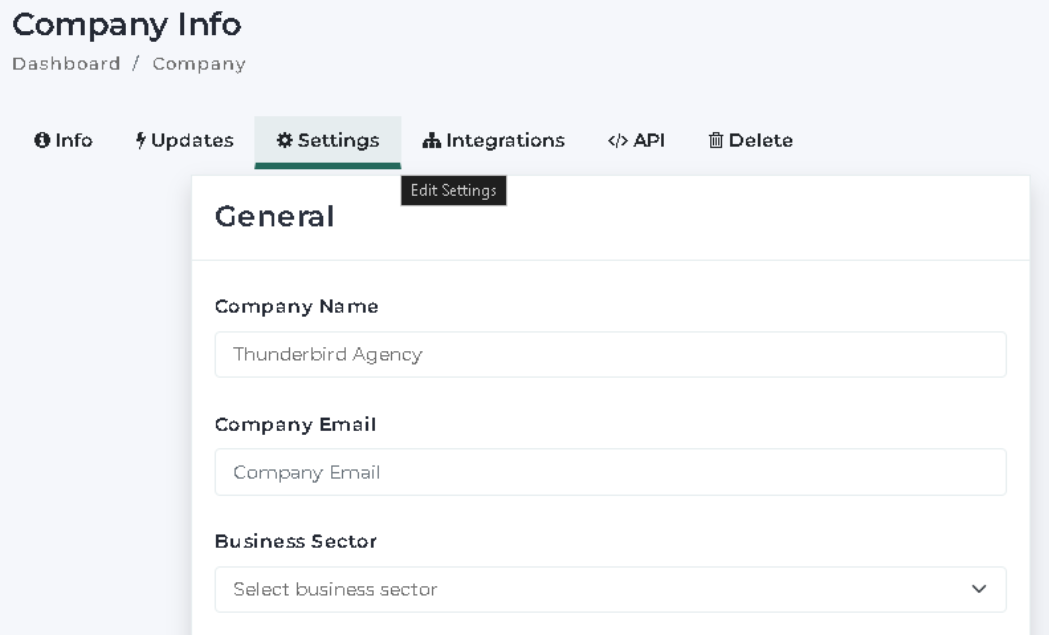 Company Info
Dashboard / Company
Info Updates Settings Integrations </> API Delete
Edit Settings
General
Company Name
Thunderbird Agency
Company Email
Company Email
Business Sector
Select business sector